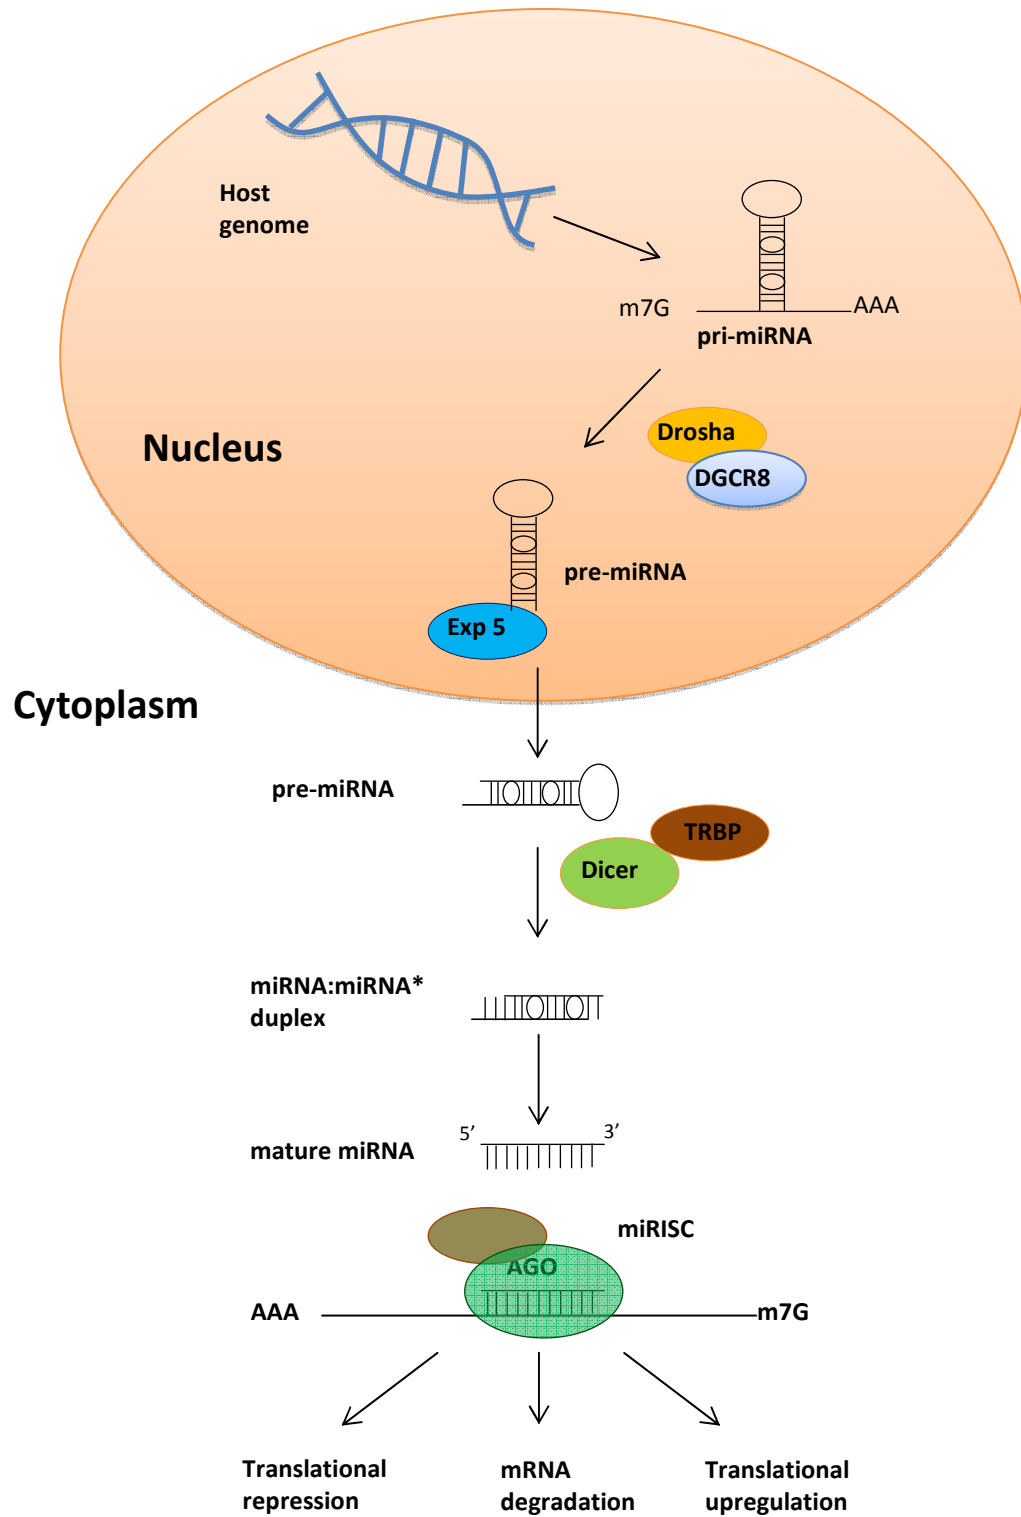 Host
genome
m7G
AAA
pri-miRNA
Nucleus
Drosha
DGCR8
pre-miRNA
Exp 5
Cytoplasm
pre-miRNA
TRBP
Dicer
miRNA:miRNA*
duplex
5’
3’
mature miRNA
miRISC
AGO
AAA
m7G
Translational
repression
mRNA
degradation
Translational
upregulation